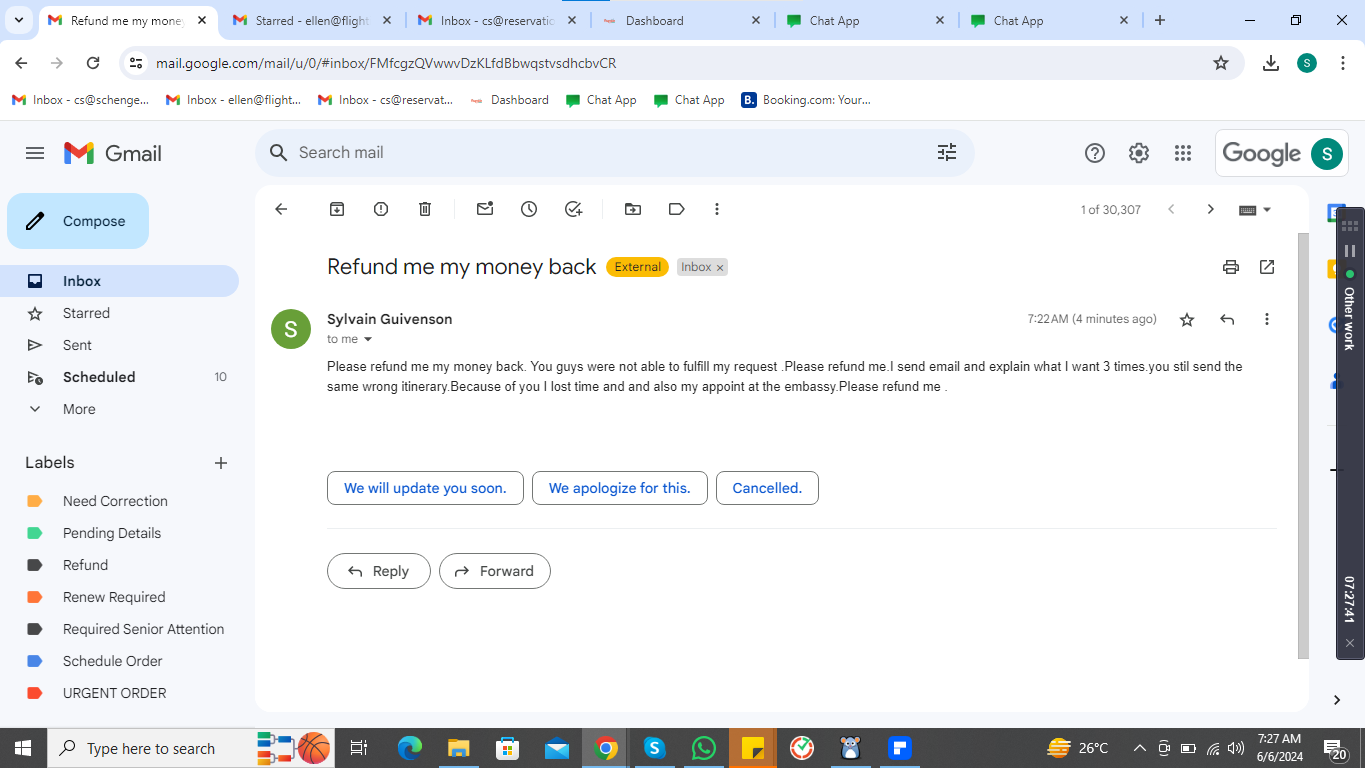 Refund me my money
Starred - ellen@flight
Inbox - cs@reservatio
Dashboard
Chat App
Chat App
mail.google.com/mail/u/0/#inbox/FMfcgzQVwwvDzKLfdBbwqstvsdhcbvCR
S
Inbox - cs@schenge...
Inbox - ellen@flight...
Inbox - cs@reservat...
Dashboard
Chat App
Chat App
B.
Booking.com: Your...
Gmail
Search mail
Google
S
Compose
1 of 30,307
Inbox
Starred
Sent
Scheduled 10
More
Labels
Need Correction
Pending Details
Refund
Renew Required
Required Senior Attention
Schedule Order
URGENT ORDER
Refund me my money back
External
Inbox ×
S
Sylvain Guivenson
7:22 AM (4 minutes ago)
to me
Please refund me my money back. You guys were not able to fulfill my request .Please refund me.I send email and explain what I want 3 times.you stil send the
same wrong itinerary.Because of you I lost time and and also my appoint at the embassy.Please refund me .
We will update you soon.
We apologize for this.
Cancelled.
Reply
Forward
Other work
07:27:41
Type here to search
26°C
7:27 AM
6/6/2024
20